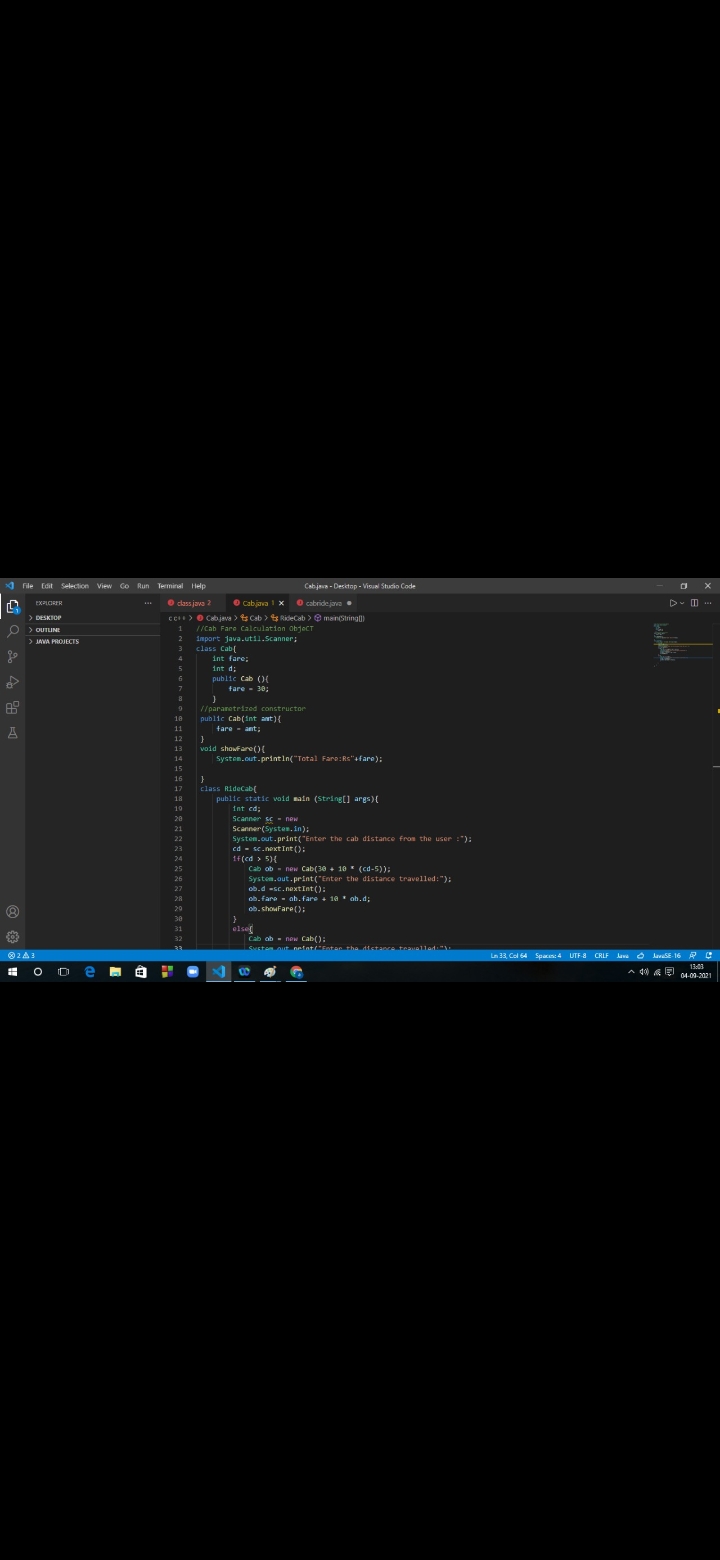 File Edit Selection View Go Run Terminal Help Cab.java - Desktop - Visual Studio Code
EXPLORER ··· class.java 2 Cab.java 1 × cabride.java
DESKTOP
OUTLINE
JAVA PROJECTS
c c++ > Cab.java > Cab > RideCab > main(String[])
1 //Cab Fare Calculation ObjeCT
2 import java.util.Scanner;
3 class Cab{
4 int fare;
5 int d;
6 public Cab (){
7 fare = 30;
8 }
9 //parametrized constructor
10 public Cab(int amt){
11 fare = amt;
12 }
13 void showFare(){
14 System.out.println("Total Fare:Rs"+fare);
15
16 }
17 class RideCab{
18 public static void main (String[] args){
19 int cd;
20 Scanner sc = new
21 Scanner(System.in);
22 System.out.print("Enter the cab distance from the user :");
23 cd = sc.nextInt();
24 if(cd > 5){
25 Cab ob = new Cab(30 + 10 * (cd-5));
26 System.out.print("Enter the distance travelled:");
27 ob.d =sc.nextInt();
28 ob.fare = ob.fare + 10 * ob.d;
29 ob.showFare();
30 }
31 else{
32 Cab ob = new Cab();
33 System.out.print("Enter the distance travelled:");
2 3 Ln 33, Col 64 Spaces: 4 UTF-8 CRLF Java JavaSE-16
13:03
04-09-2021